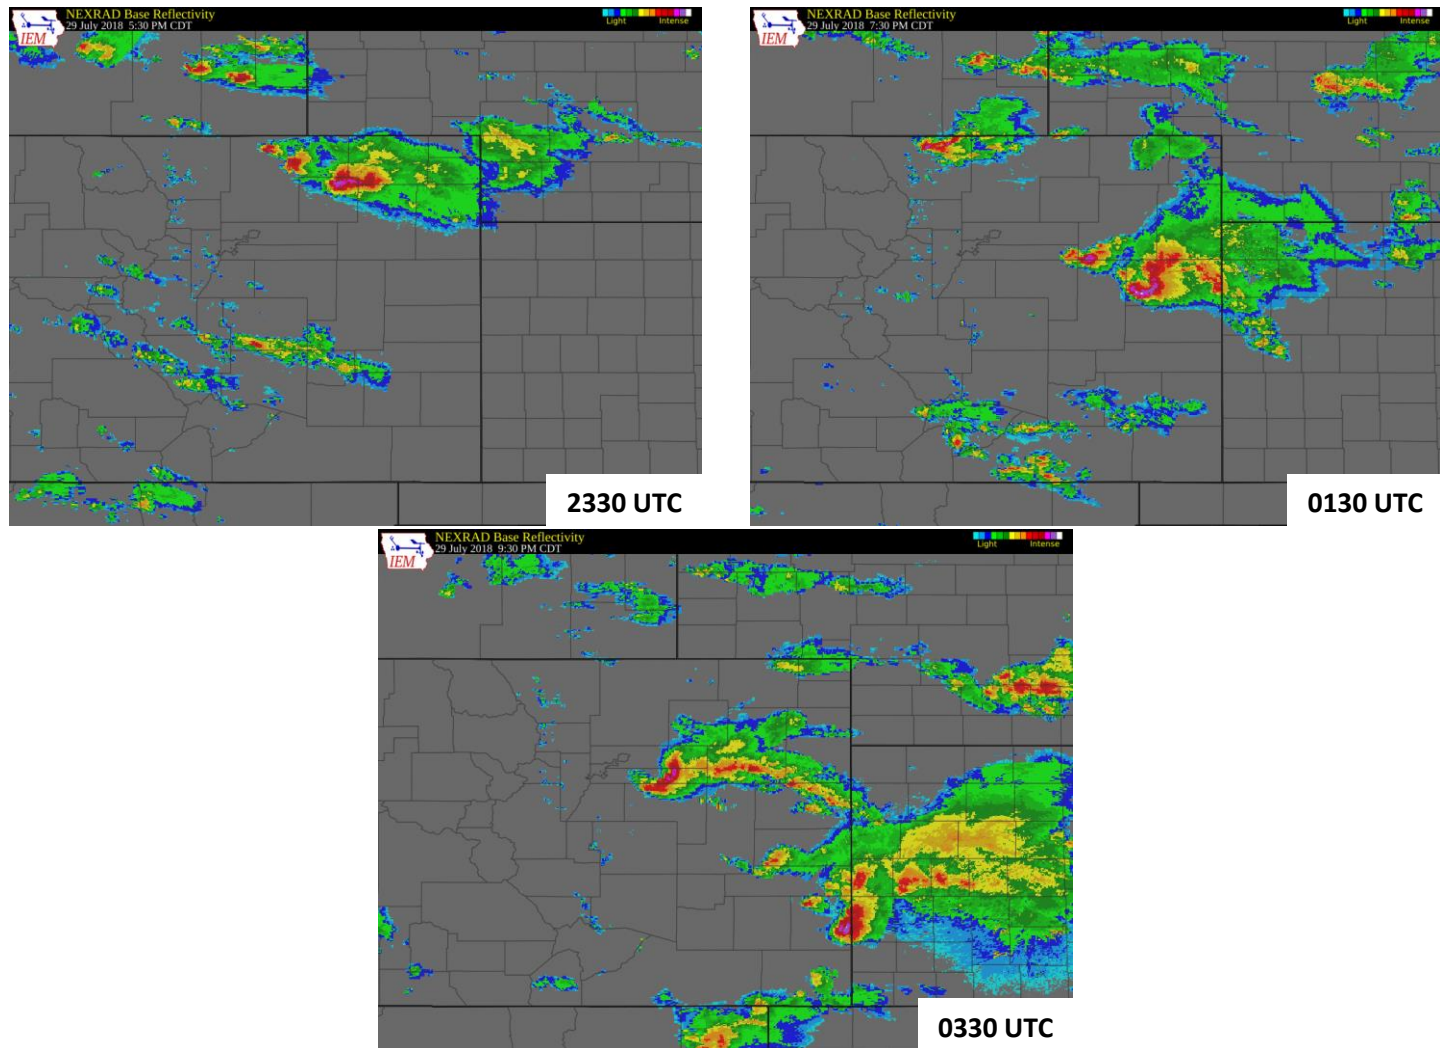 NEXRAD Base Reflectivity
29 July 2018 5:30 PM CDT
IEM
Light Intense
2330 UTC
NEXRAD Base Reflectivity
29 July 2018 7:30 PM CDT
IEM
Light Intense
0130 UTC
NEXRAD Base Reflectivity
29 July 2018 9:30 PM CDT
IEM
Light Intense
0330 UTC